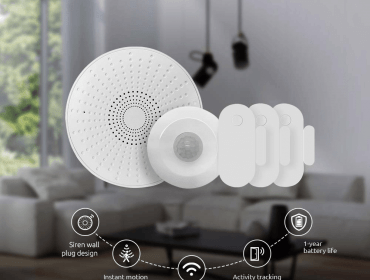 Siren wall
plug design
Instant motion
Activity tracking
1-year
battery life